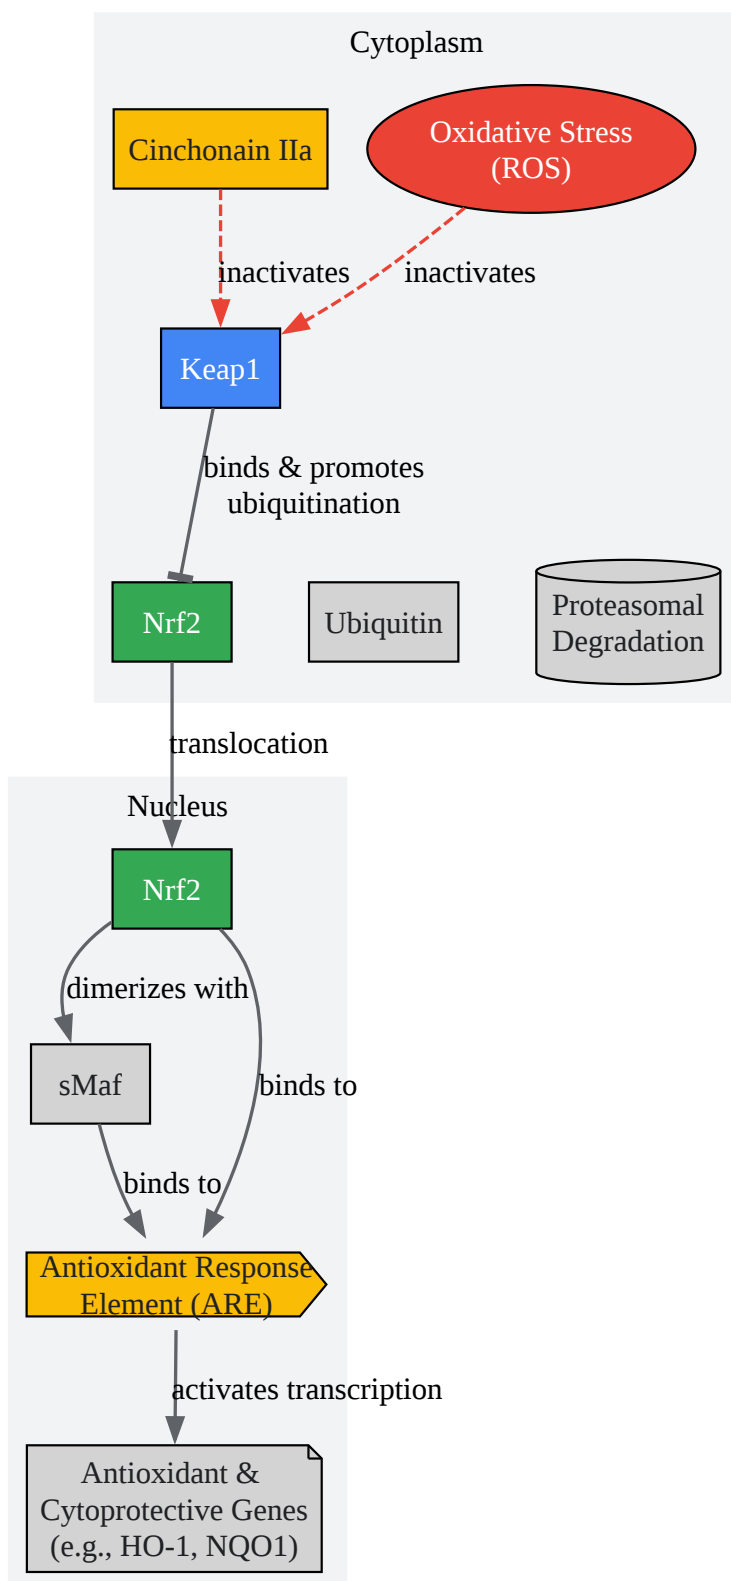 Cytoplasm
Cinchonain IIa
Oxidative Stress
(ROS)
inactivates
inactivates
Keap1
binds & promotes
ubiquitination
Nrf2
Ubiquitin
Proteasomal
Degradation
translocation
Nucleus
Nrf2
dimerizes with
sMaf
binds to
binds to
Antioxidant Response
Element (ARE)
activates transcription
Antioxidant &
Cytoprotective Genes
(e.g., HO-1, NQO1)